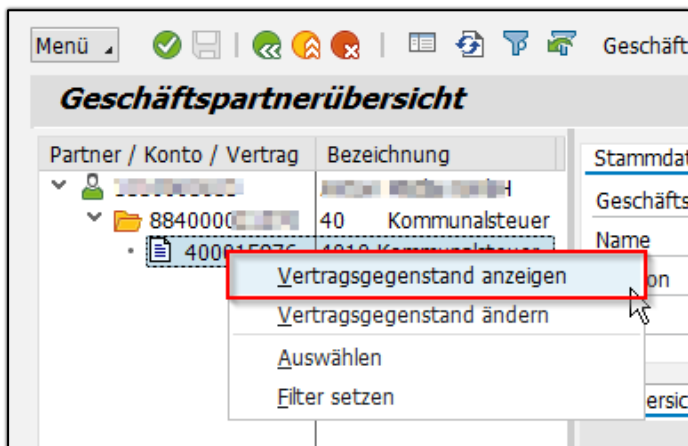 Menü
Geschäft
Geschäftspartnerübersicht
Partner / Konto / Vertrag Bezeichnung
Stammdat
Geschäfts
8840000 40 Kommunalsteuer
Name
Kommunalsteuer
Vertragsgegenstand anzeigen
on
Vertragsgegenstand ändern
Auswählen
Filter setzen
ersic